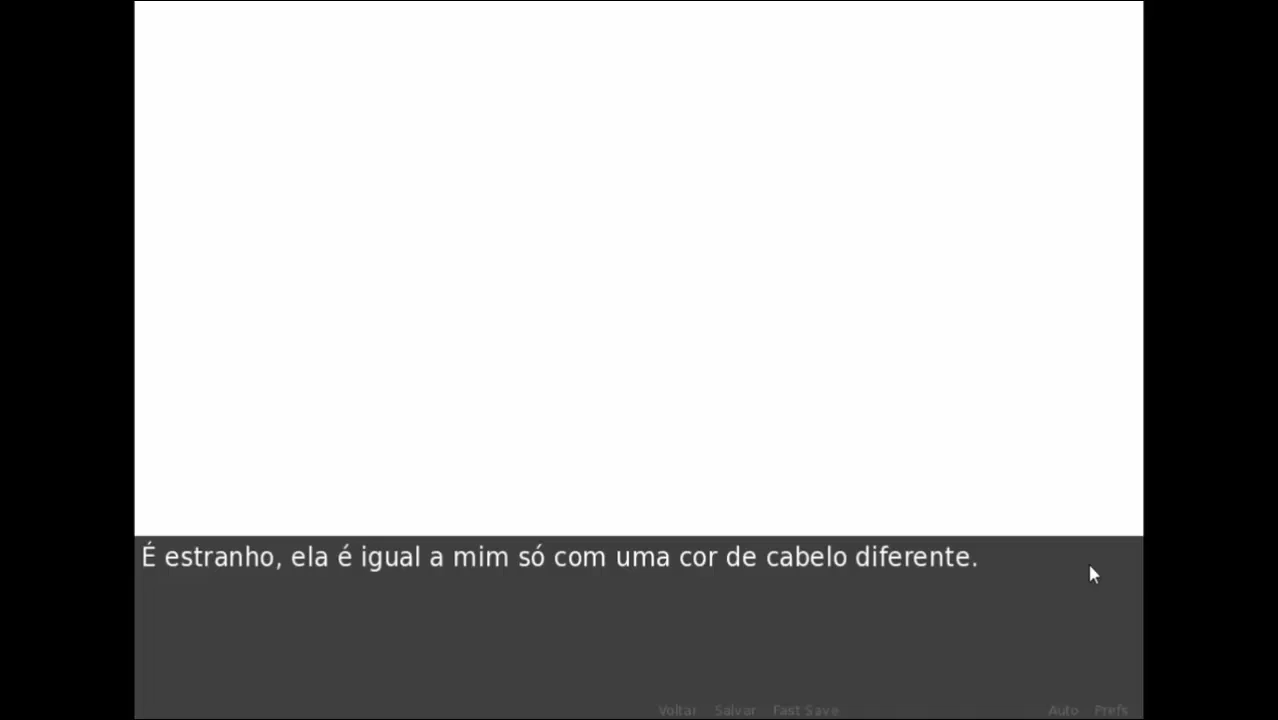 É estranho, ela é igual a mim só com uma cor de cabelo diferente.
Voltar Salvar Fast Save Auto Prefs